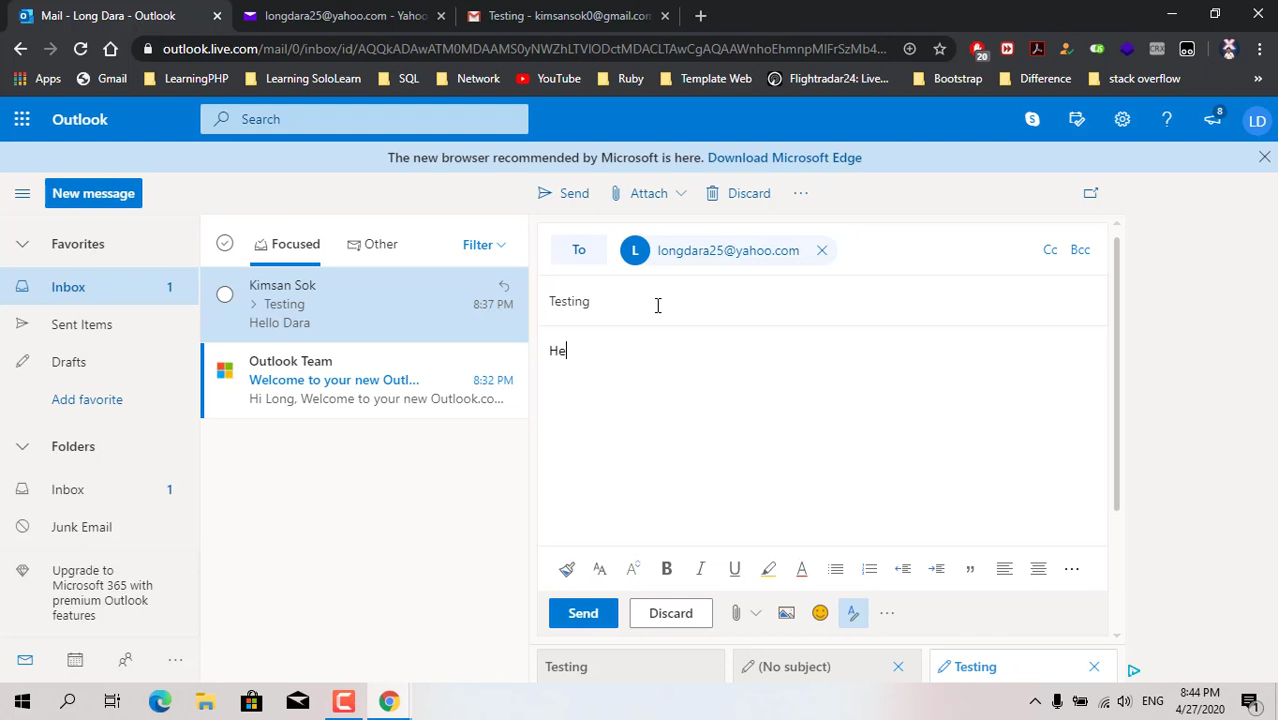 Mail - Long Dara - Outlook
longdara25@yahoo.com - Yahoo
Testing - kimsansok0@gmail.com
outlook.live.com/mail/0/inbox/id/AQQkADAwATM0MDAAMS0yNWZhLTVlODctMDACLTAwCgAQAAWnhoEhmnpMIFrSzMb4...
20
CRX
Apps
Gmail
LearningPHP
Learning SoloLearn
SQL
Network
YouTube
Ruby
Template Web
Flightradar24: Live...
Bootstrap
Difference
stack overflow
»
Outlook
Search
8
LD
The new browser recommended by Microsoft is here. Download Microsoft Edge
New message
Send
Attach
Discard
Favorites
Focused
Other
Filter
To
L
longdara25@yahoo.com
Cc
Bcc
Inbox
1
Kimsan Sok
> Testing
8:37 PM
Hello Dara
Testing
Sent Items
He
Drafts
Outlook Team
Welcome to your new Outl...
8:32 PM
Hi Long, Welcome to your new Outlook.co...
Add favorite
Folders
Inbox
1
Junk Email
Upgrade to
Microsoft 365 with
premium Outlook
features
Send
Discard
Testing
(No subject)
Testing
ENG
8:44 PM
4/27/2020
1